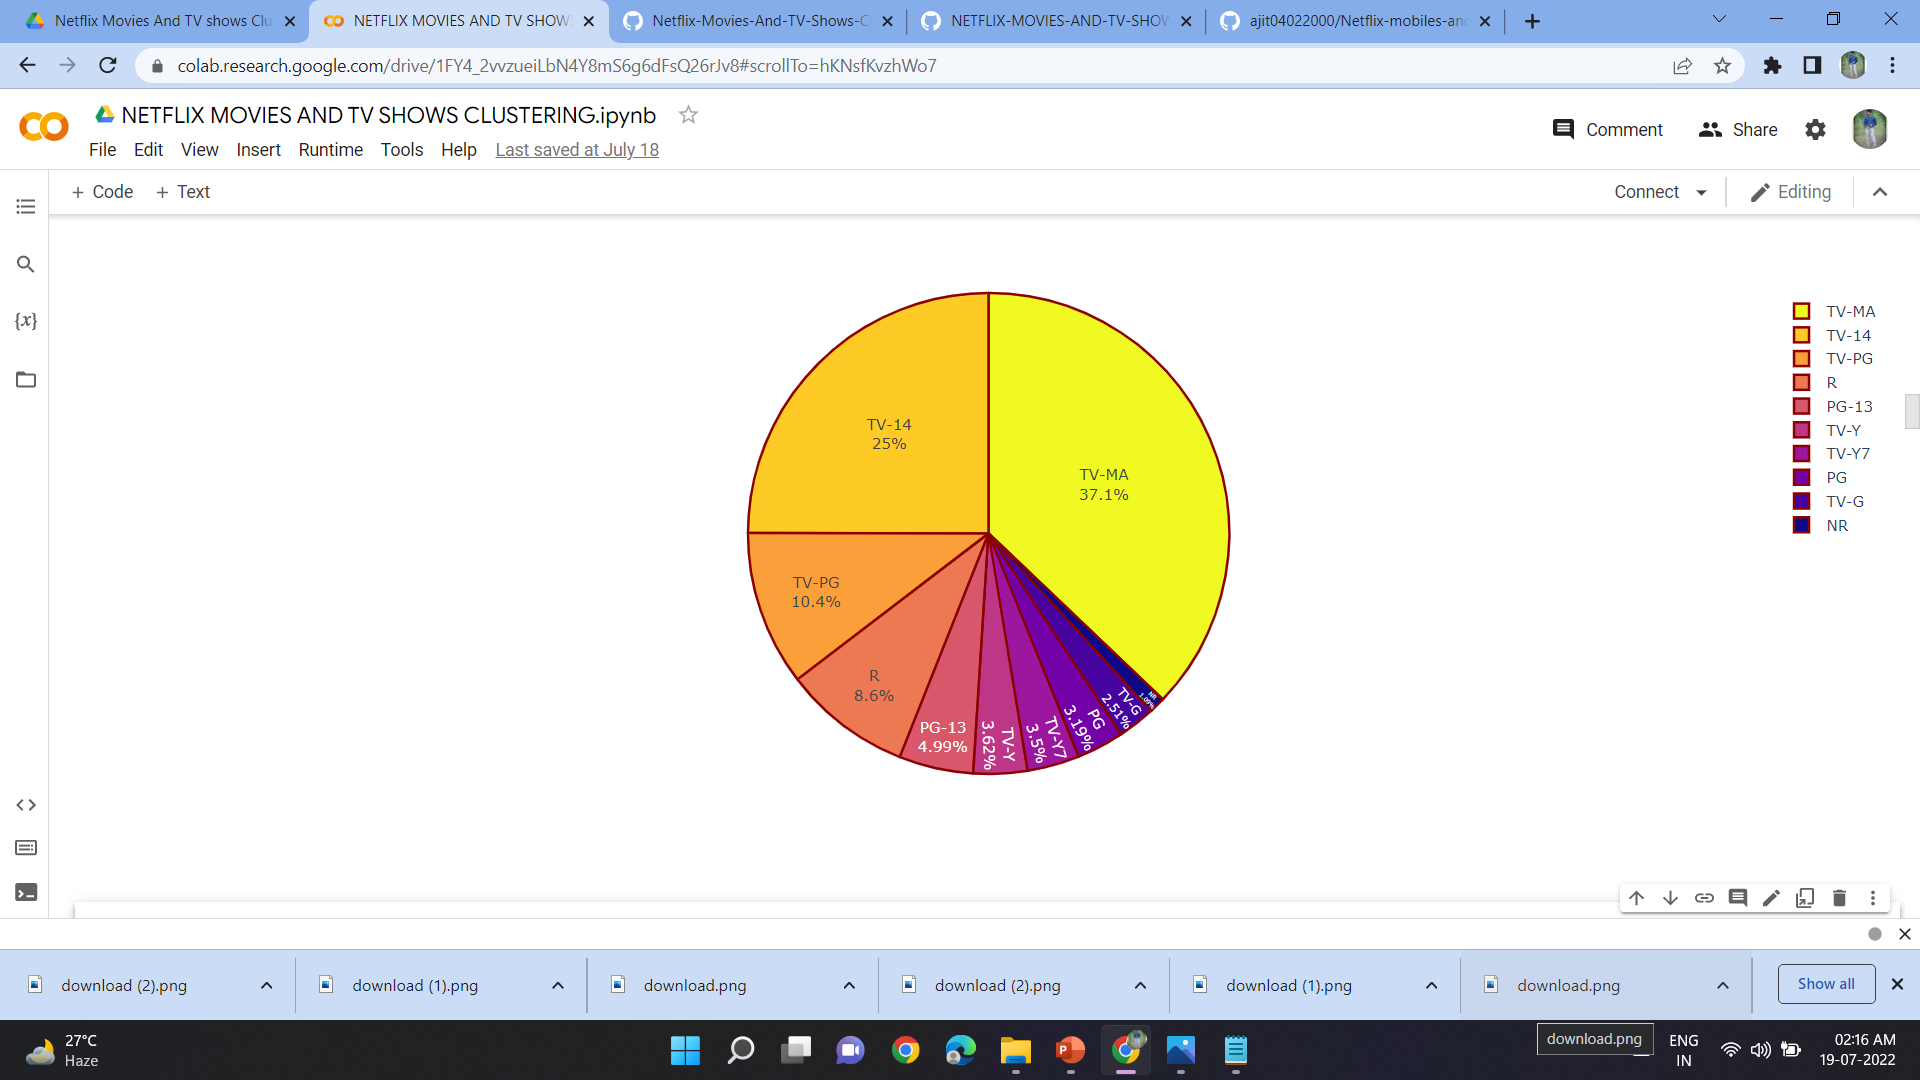 Netflix Movies And TV shows Clu
NETFLIX MOVIES AND TV SHOW
Netflix-Movies-And-TV-Shows-C
NETFLIX-MOVIES-AND-TV-SHOW
ajit04022000/Netflix-mobiles-and
colab.research.google.com/drive/1FY4_2vvzueiLbN4Y8mS6g6dFsQ26rJv8#scrollTo=hKNsfKvzhWo7
NETFLIX MOVIES AND TV SHOWS CLUSTERING.ipynb
Comment
Share
File Edit View Insert Runtime Tools Help Last saved at July 18
+ Code + Text
Connect
Editing
{x}
TV-MA
TV-14
TV-PG
R
PG-13
TV-Y
TV-Y7
PG
TV-G
NR
TV-14
25%
TV-MA
37.1%
TV-PG
10.4%
R
8.6%
PG-13
4.99%
TV-Y
3.62%
TV-Y7
3.5%
PG
3.19%
TV-G
2.51%
NR
download (2).png
download (1).png
download.png
download (2).png
download (1).png
download.png
Show all
27°C
Haze
download.png
ENG
IN
02:16 AM
19-07-2022